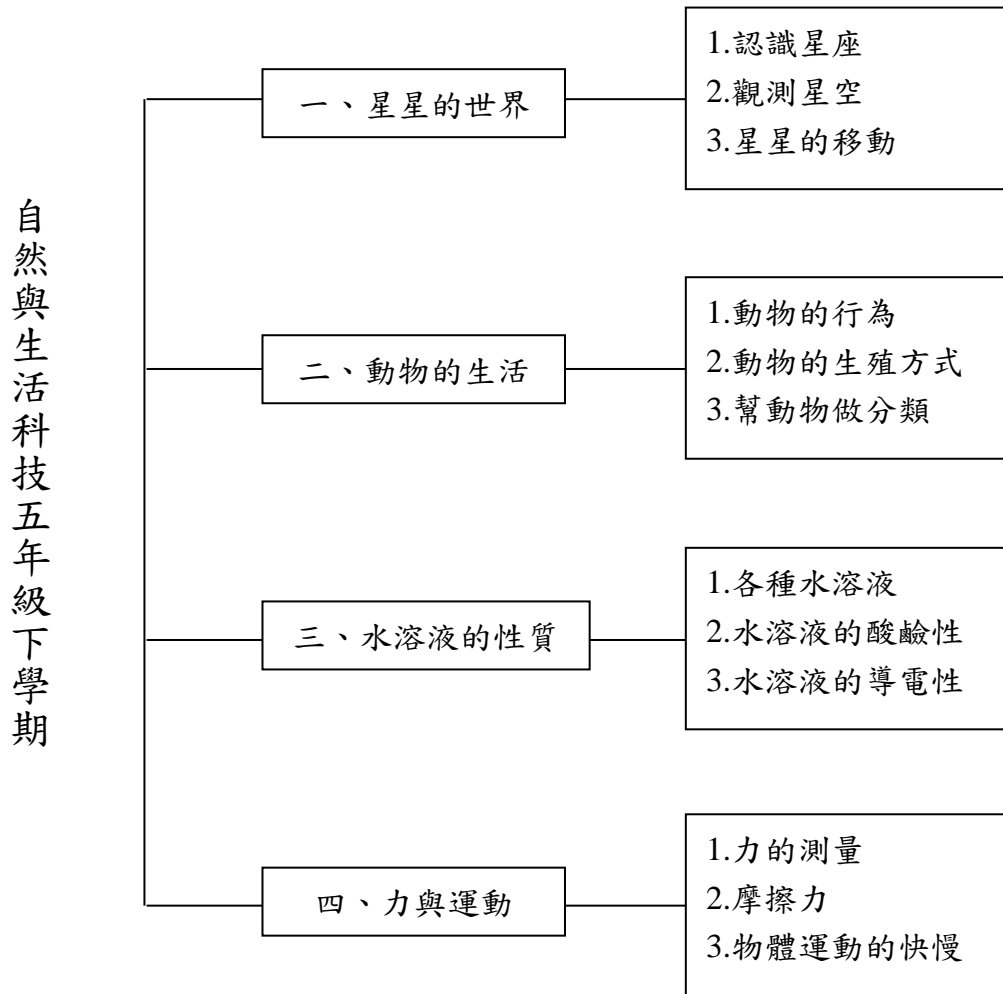 自然與生活科技五年級下學期
一、星星的世界
1.認識星座
2.觀測星空
3.星星的移動
二、動物的生活
1.動物的行為
2.動物的生殖方式
3.幫動物做分類
三、水溶液的性質
1.各種水溶液
2.水溶液的酸鹼性
3.水溶液的導電性
四、力與運動
1.力的測量
2.摩擦力
3.物體運動的快慢